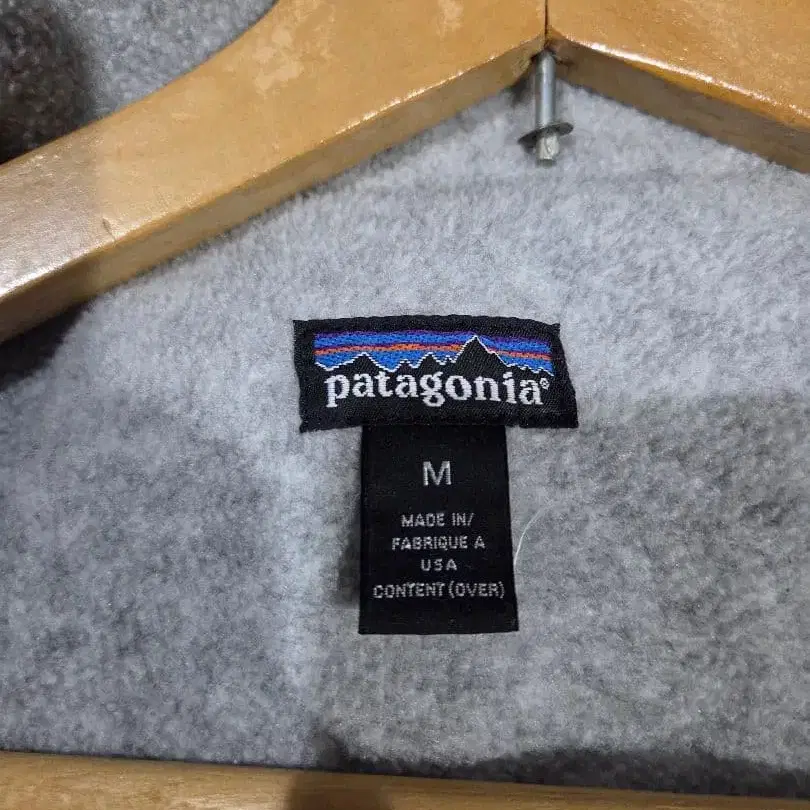 patagonia®
M
MADE IN/
FABRIQUE A
USA
CONTENT (OVER)